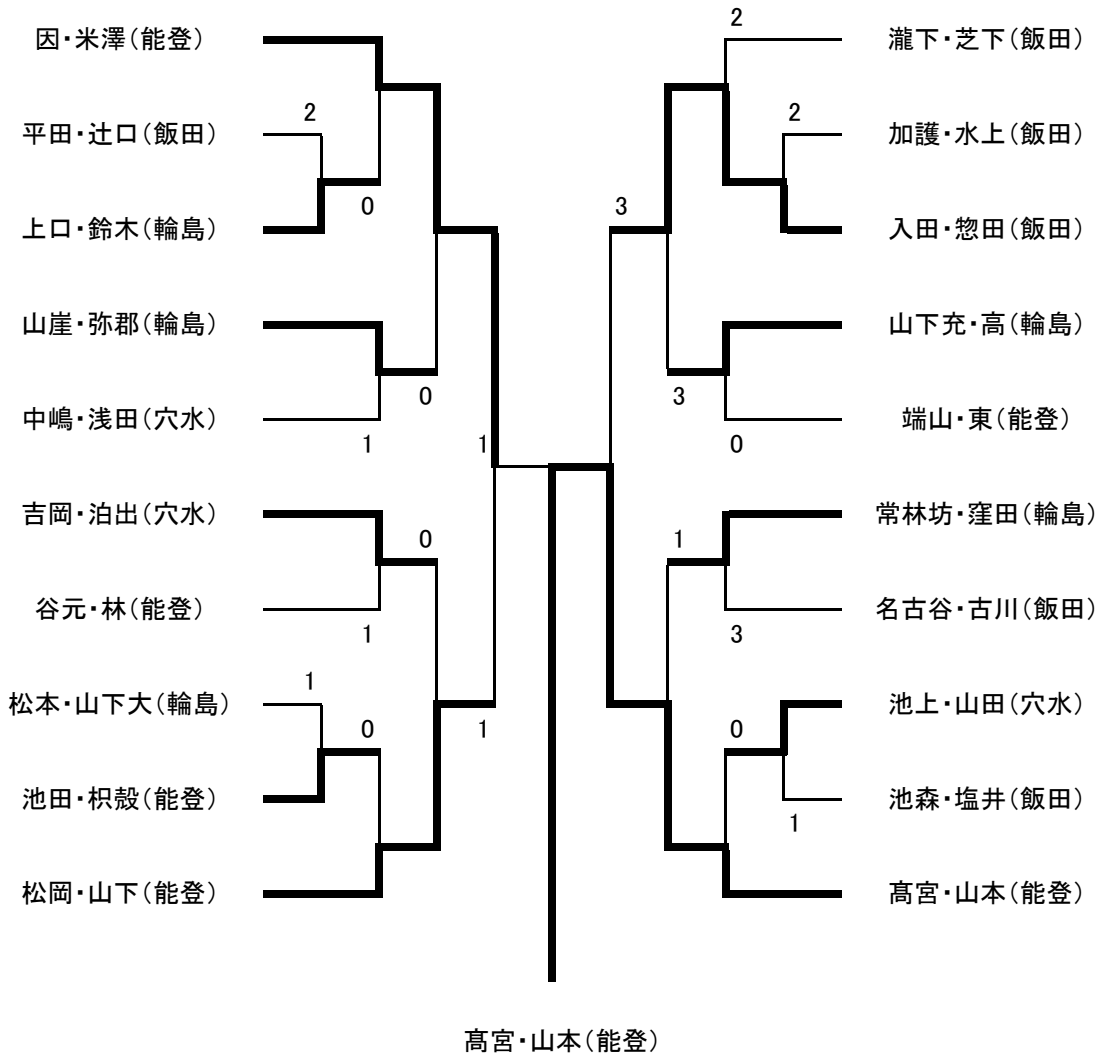 2
因・米澤(能登)
瀧下・芝下(飯田)
2
2
平田・辻口(飯田)
加護・水上(飯田)
0
3
上口・鈴木(輪島)
入田・惣田(飯田)
山崖・弥郡(輪島)
山下充・高(輪島)
0
3
中嶋・浅田(穴水)
端山・東(能登)
1
1
0
吉岡・泊出(穴水)
常林坊・窪田(輪島)
0
1
谷元・林(能登)
名古谷・古川(飯田)
1
3
1
松本・山下大(輪島)
池上・山田(穴水)
0
1
0
池田・枳殻(能登)
池森・塩井(飯田)
1
松岡・山下(能登)
髙宮・山本(能登)
髙宮・山本(能登)